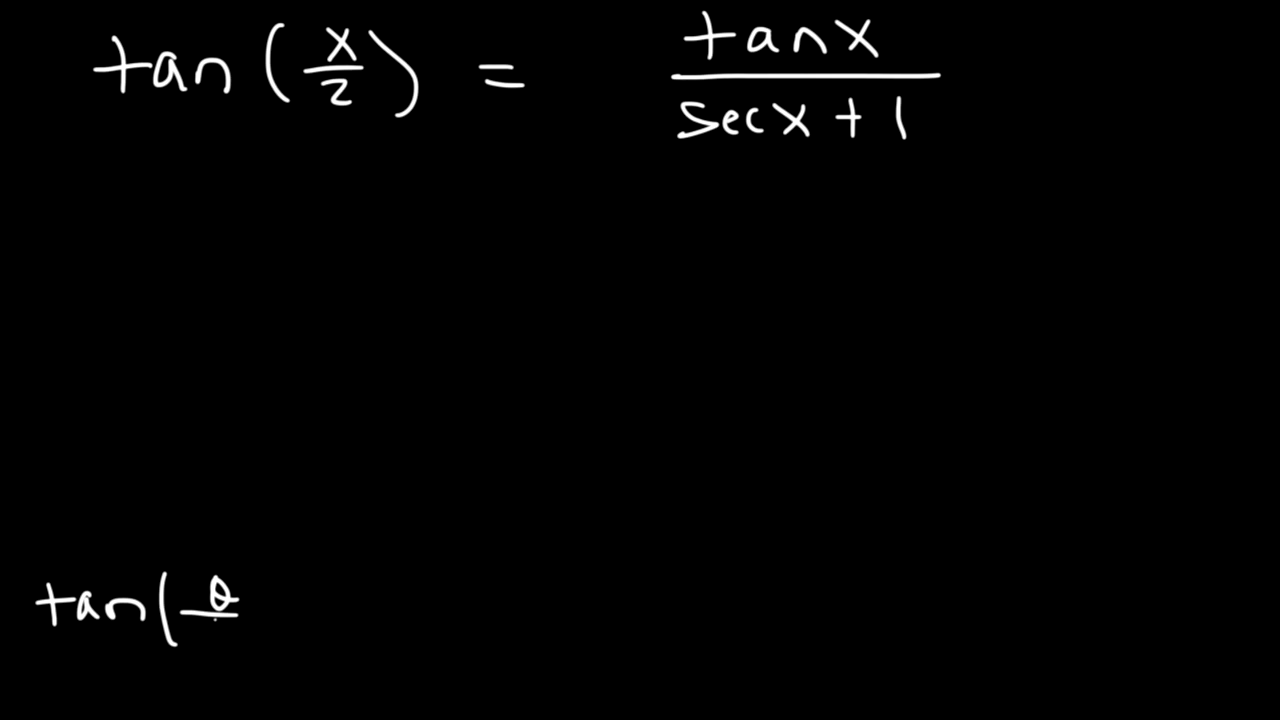 tan(x/2) = tanx/(secx + 1)
tan(θ/